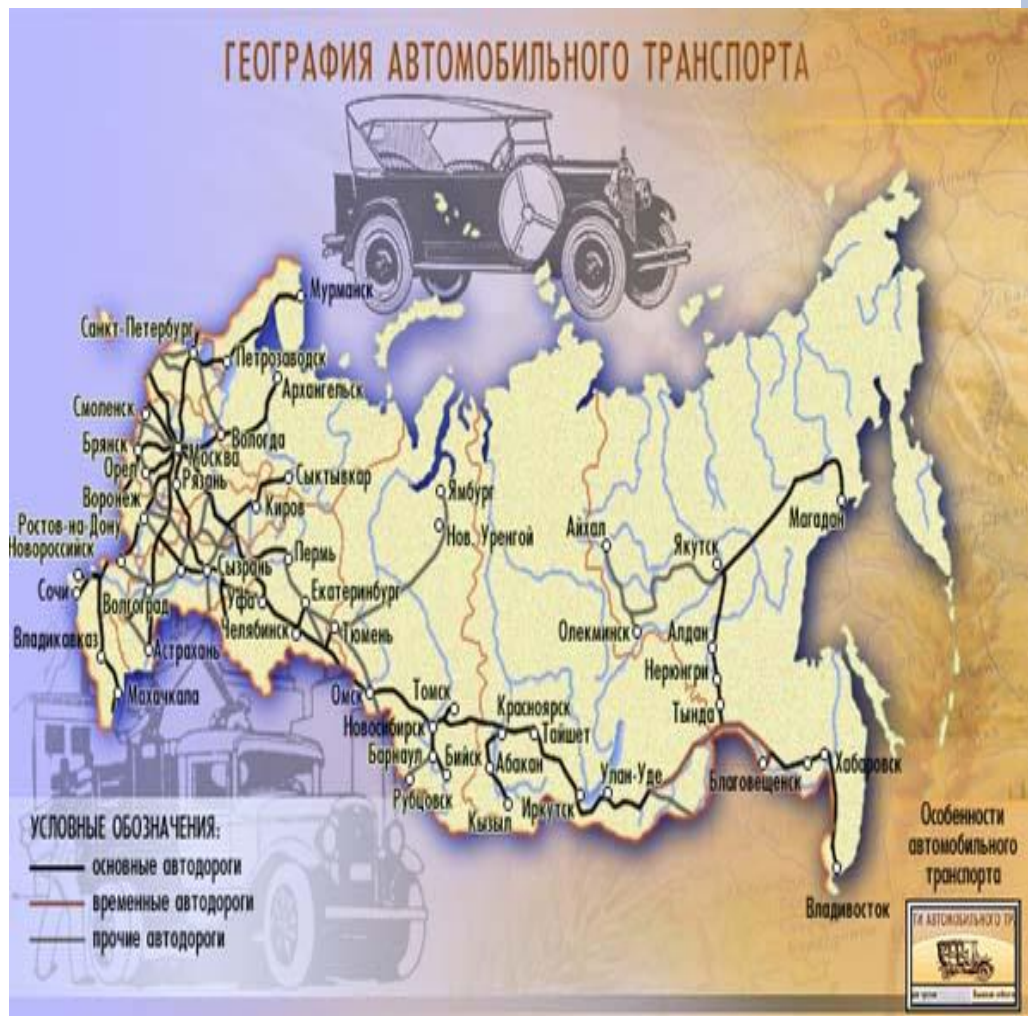 ГЕОГРАФИЯ АВТОМОБИЛЬНОГО ТРАНСПОРТА
Мурманск
Санкт-Петербург
Петрозаводск
Архангельск
Смоленск
Вологда
Брянск
Москва
Орел
Рязань
Сыктывкар
Воронеж
Киров
Ямбург
Ростов-на-Дону
Нов. Уренгой
Айхал
Магадан
Новороссийск
Якутск
Пермь
Сызрань
Сочи
Уфа
Екатеринбург
Волгоград
Челябинск
Тюмень
Олекминск
Алдан
Владикавказ
Астрахань
Нерюнгри
Махачкала
Омск
Томск
Красноярск
Тында
Новосибирск
Тайшет
Барнаул
Бийск
Абакан
Улан-Уде
Благовещенск
Хабаровск
Рубцовск
Кызыл
Иркутск
Владивосток
УСЛОВНЫЕ ОБОЗНАЧЕНИЯ:
основные автодороги
временные автодороги
прочие автодороги
Особенности
автомобильного
транспорта
ТИ АВТОМОБИЛЬНОГО ТР